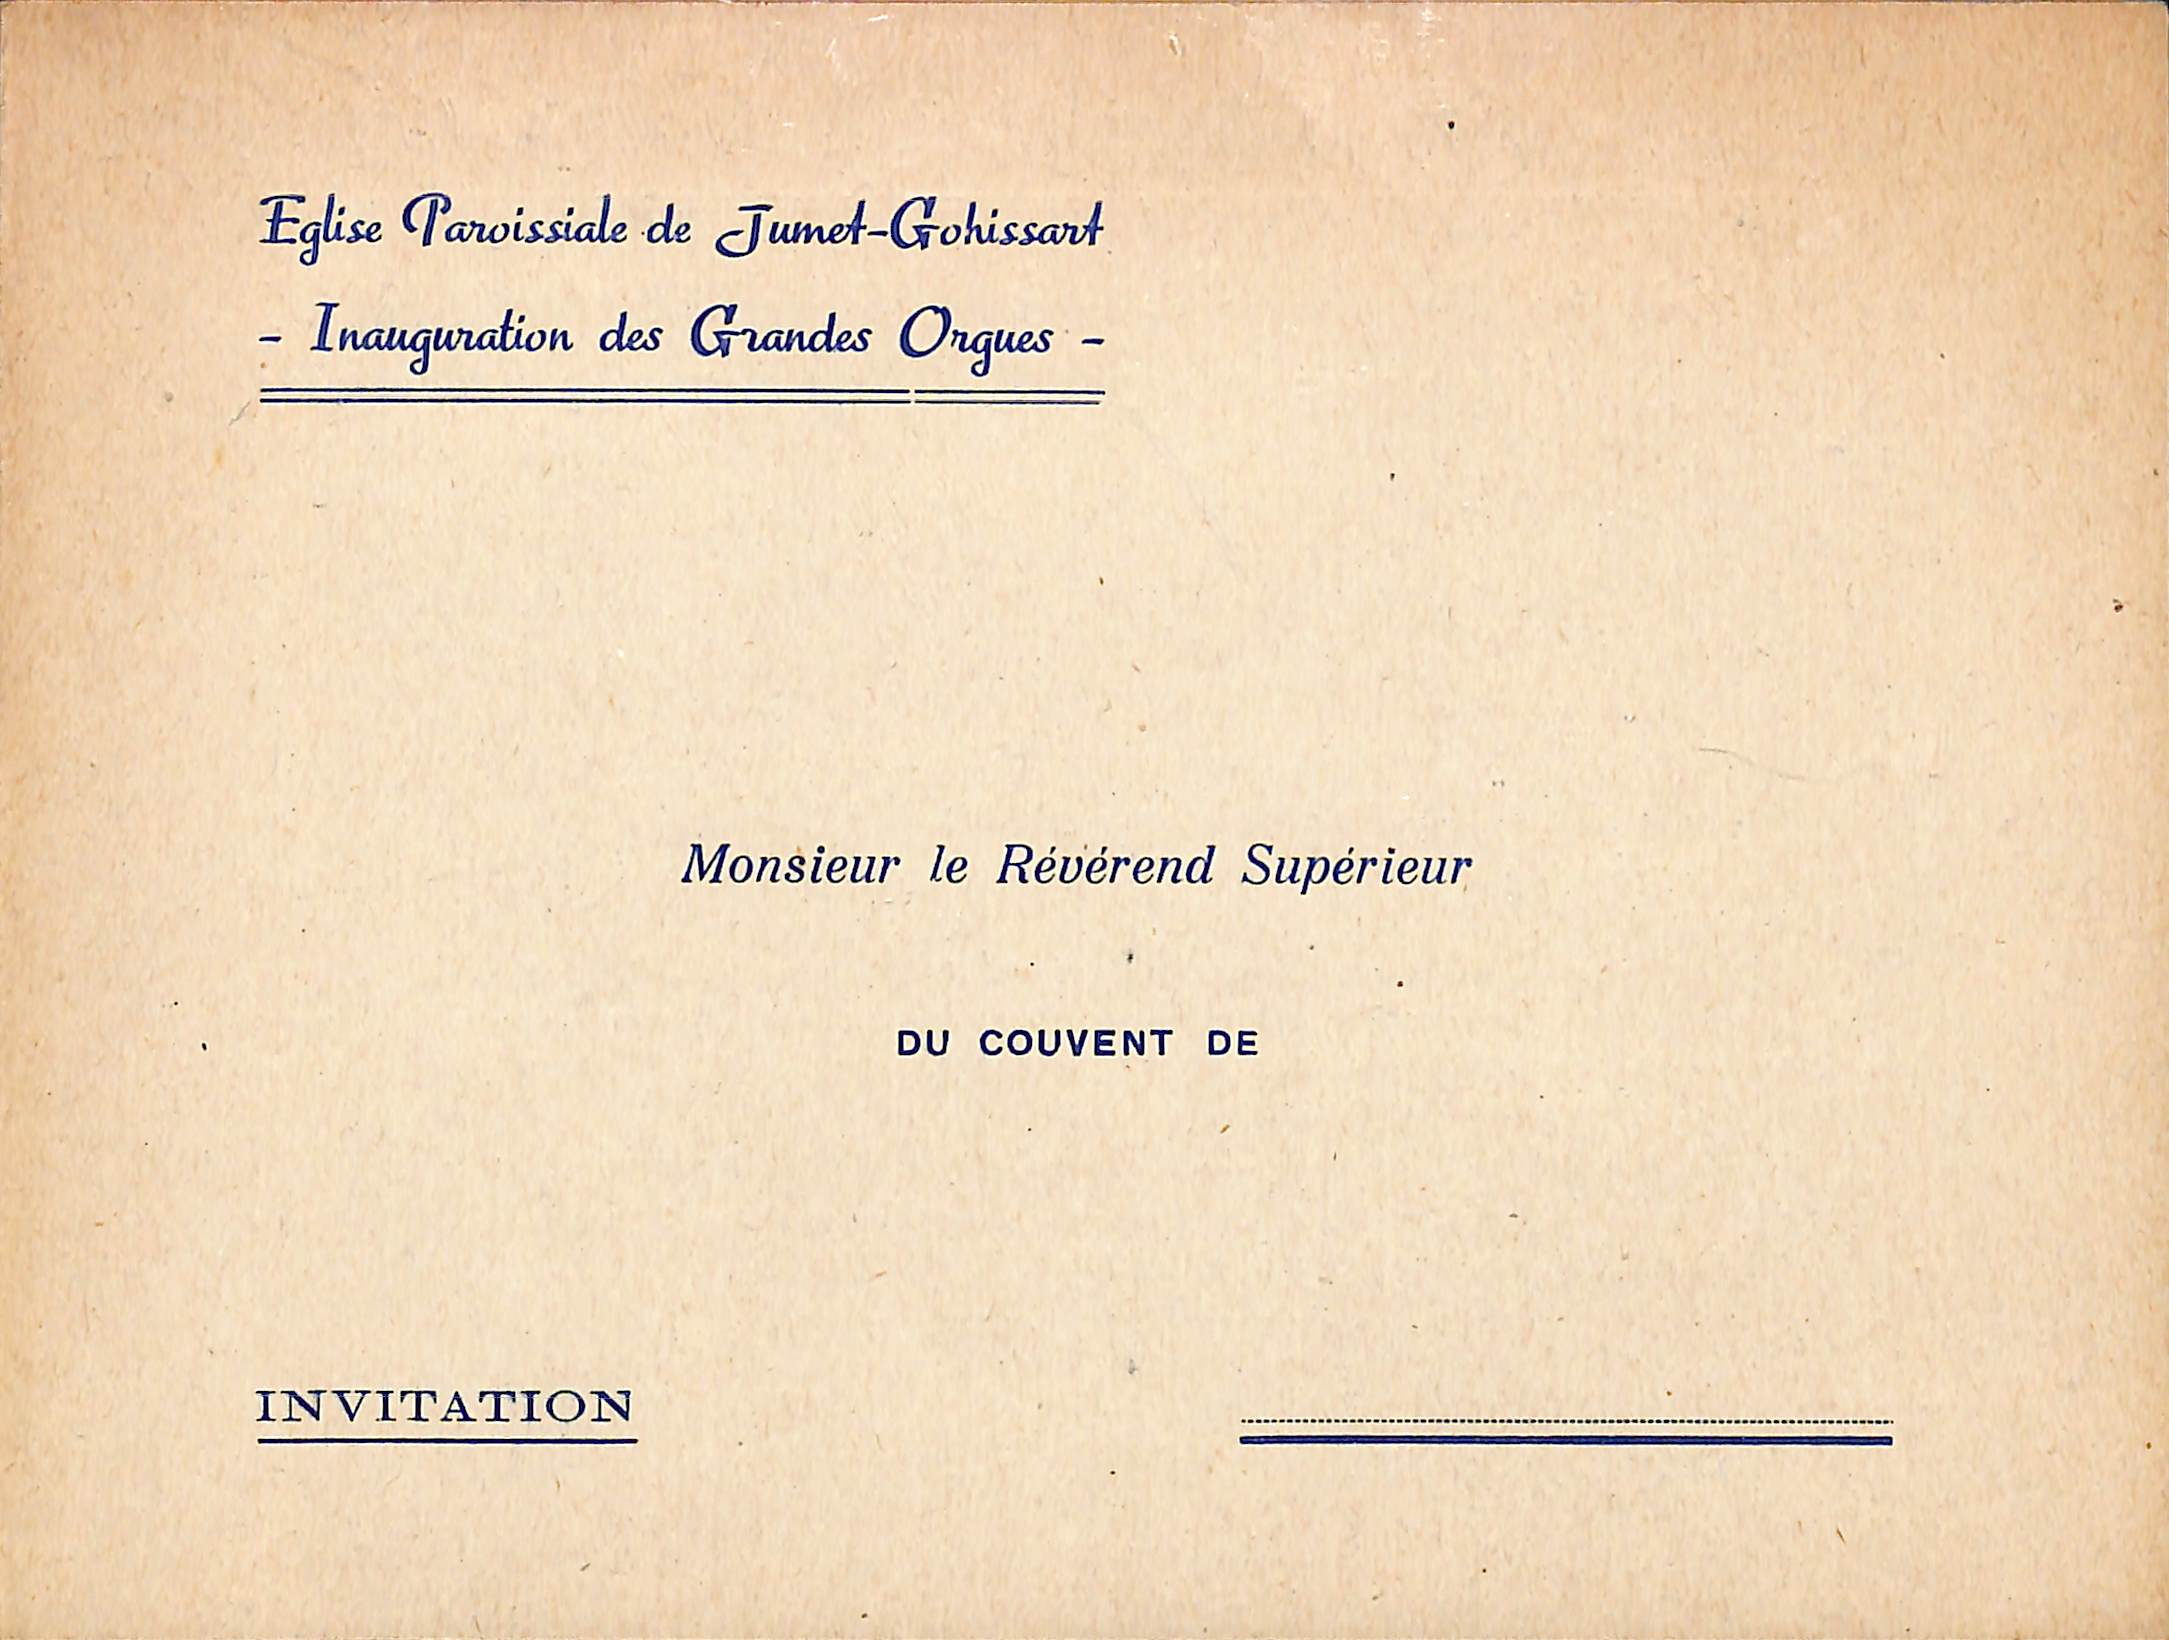 Eglise Paroissiale de Jumet-Gohissart
- Inauguration des Grandes Orgues -
Monsieur le Révérend Supérieur
DU COUVENT DE
INVITATION